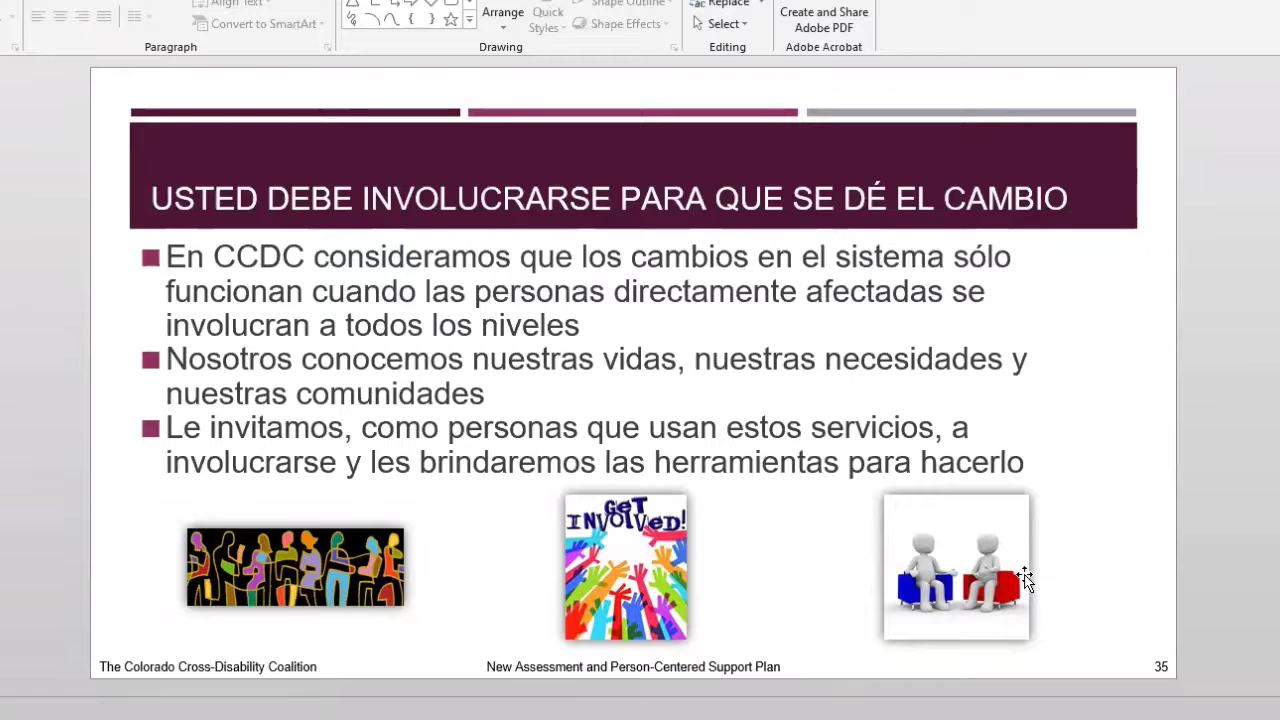 Align Text
Convert to SmartArt
Paragraph
Arrange
Quick
Styles
Shape Outline
Shape Effects
Drawing
Replace
Select
Editing
Create and Share
Adobe PDF
Adobe Acrobat
USTED DEBE INVOLUCRARSE PARA QUE SE DÉ EL CAMBIO
En CCDC consideramos que los cambios en el sistema sólo
funcionan cuando las personas directamente afectadas se
involucran a todos los niveles
Nosotros conocemos nuestras vidas, nuestras necesidades y
nuestras comunidades
Le invitamos, como personas que usan estos servicios, a
involucrarse y les brindaremos las herramientas para hacerlo
GET
INVOLVED!
The Colorado Cross-Disability Coalition
New Assessment and Person-Centered Support Plan
35